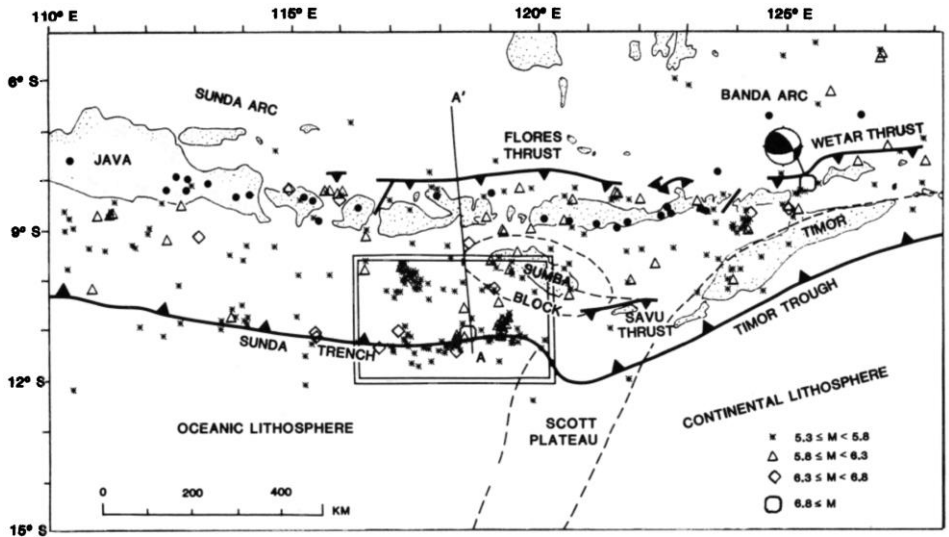 110° E
115° E
120° E
125° E
6° S
9° S
12° S
15° S
SUNDA ARC
A'
BANDA ARC
FLORES
THRUST
WETAR THRUST
JAVA
TIMOR
SUMBA
BLOCK
SAVU
THRUST
TIMOR TROUGH
SUNDA TRENCH
A
OCEANIC LITHOSPHERE
SCOTT
PLATEAU
CONTINENTAL LITHOSPHERE
5.3 ≤ M < 5.8
5.8 ≤ M < 6.3
6.3 ≤ M < 6.8
6.8 ≤ M
0 200 400
KM